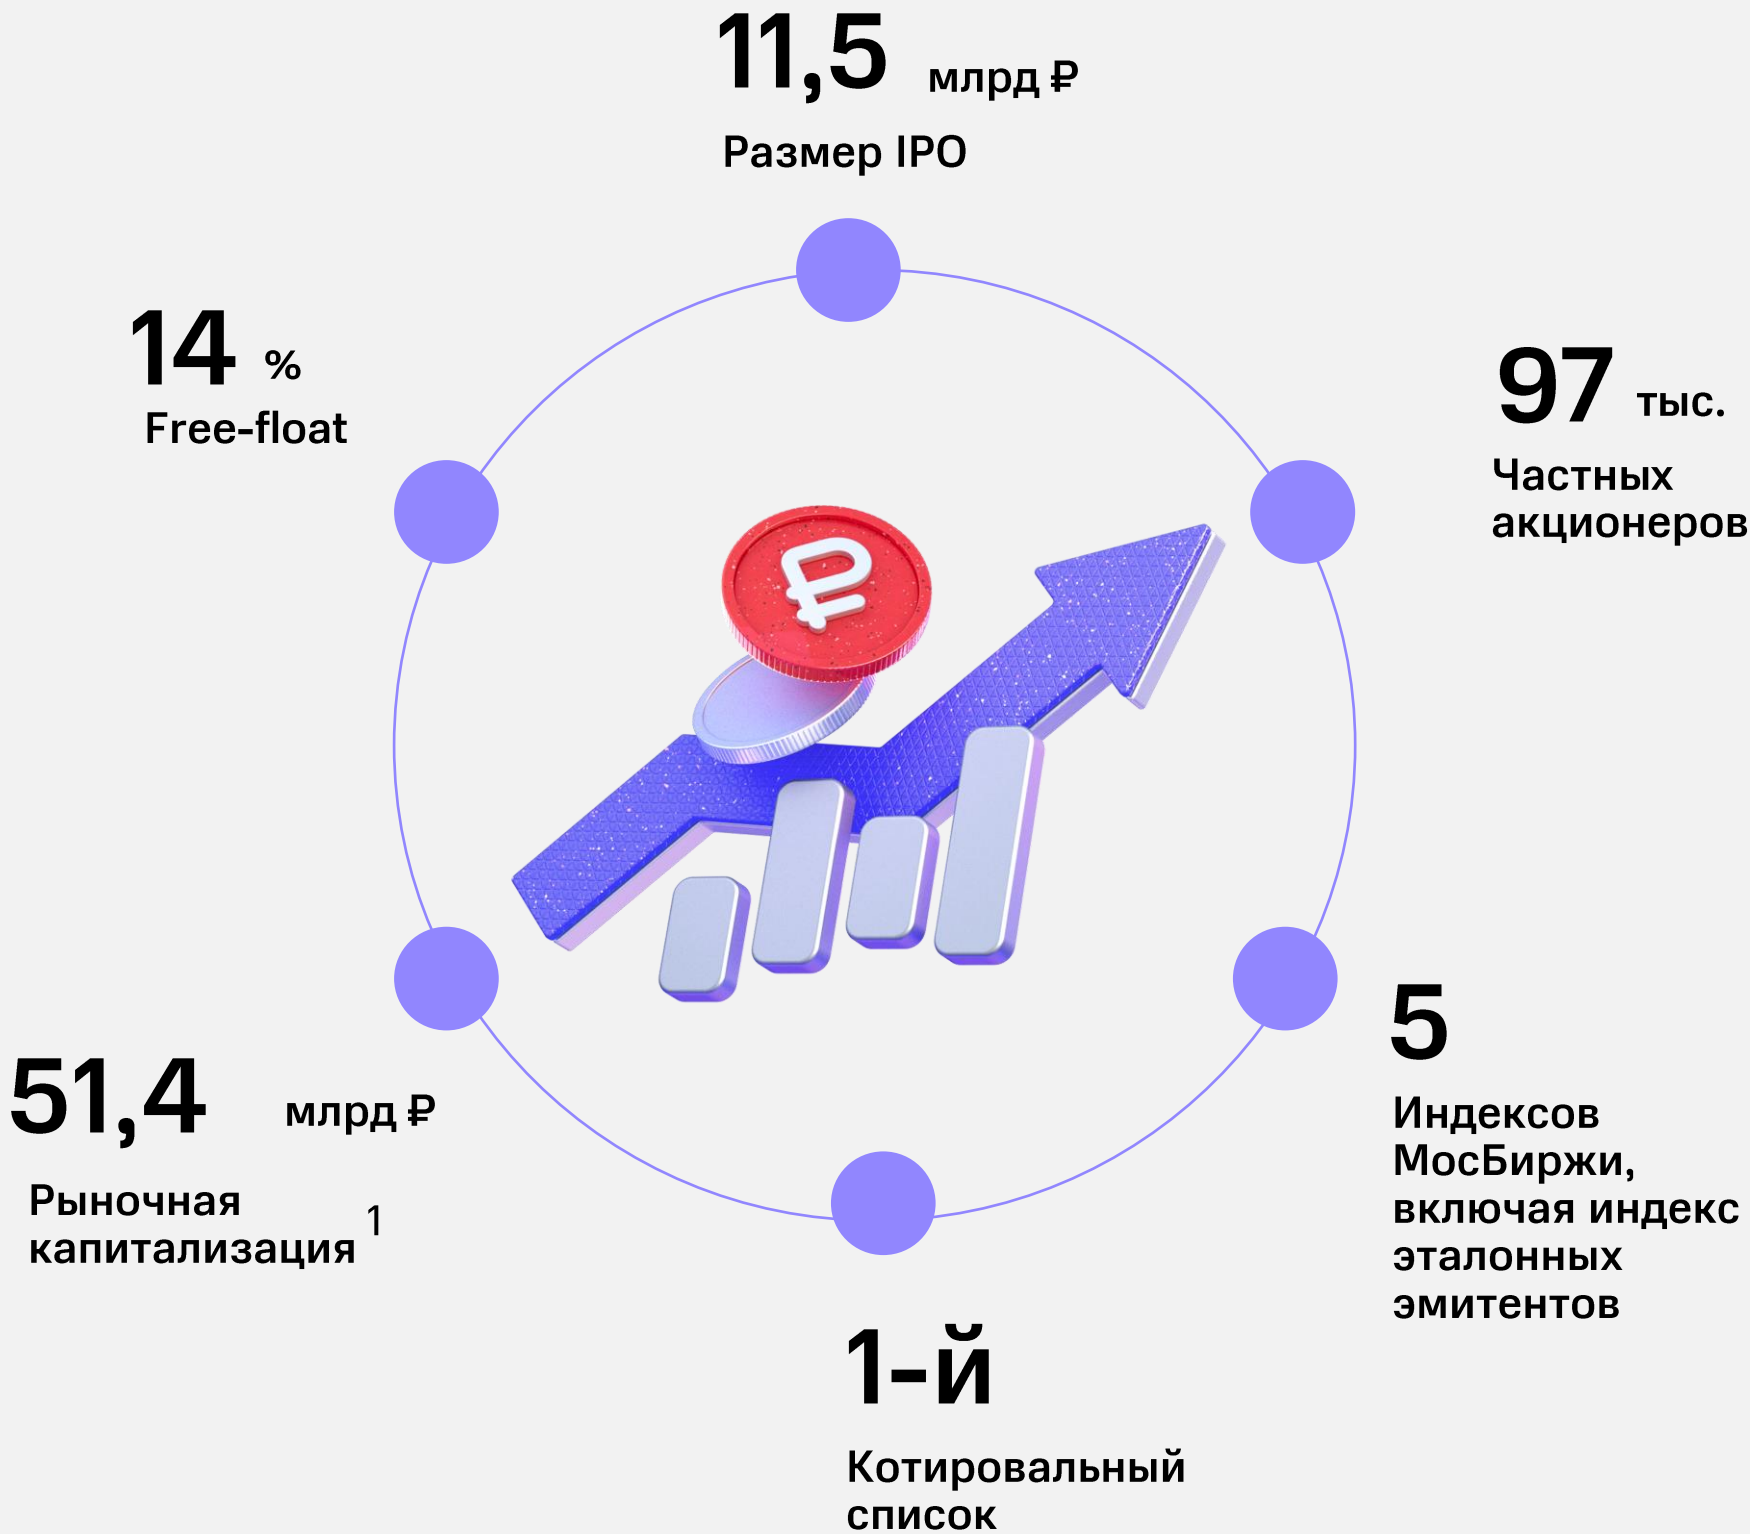 11,5 млрд ₽
Размер IPO
14 %
Free-float
97 тыс.
Частных
акционеров
51,4 млрд ₽
Рыночная
капитализация 1
5
Индексов
МосБиржи,
включая индекс
эталонных
эмитентов
1-й
Котировальный
список